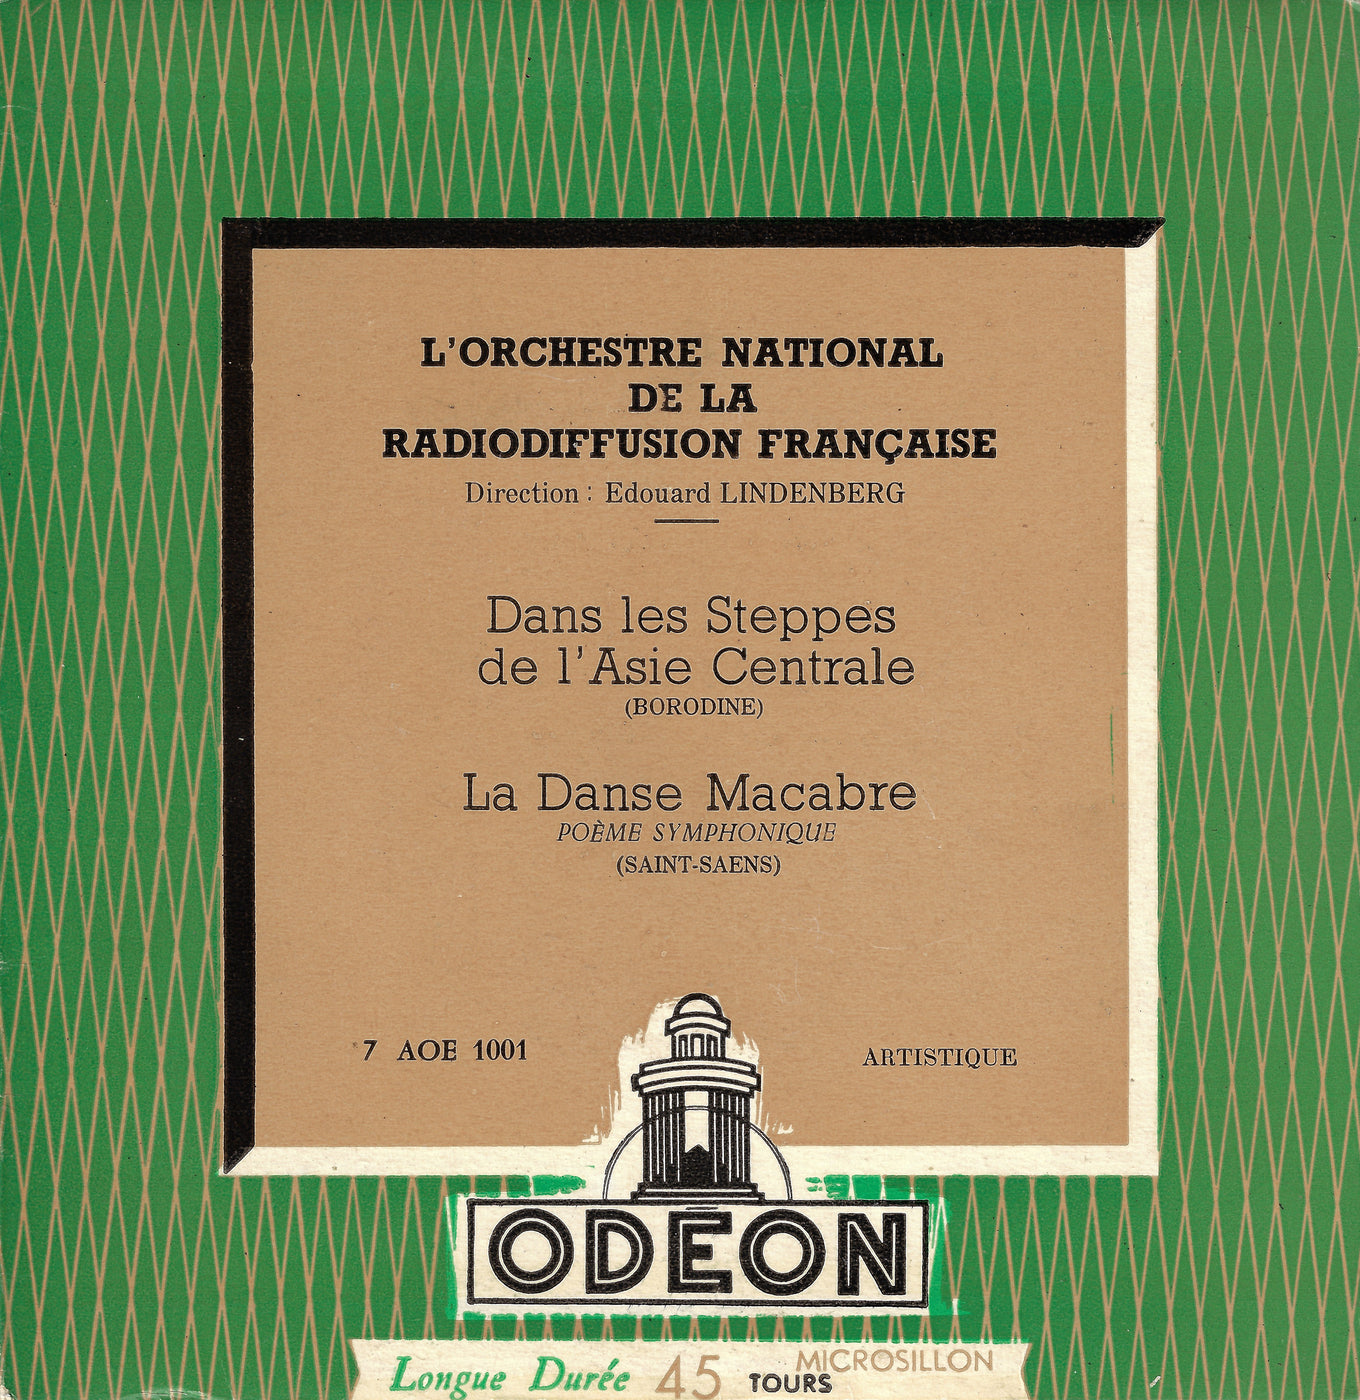 L'ORCHESTRE NATIONAL
DE LA
RADIODIFFUSION FRANÇAISE
Direction : Edouard LINDENBERG
Dans les Steppes
de l'Asie Centrale
(BORODINE)
La Danse Macabre
POÈME SYMPHONIQUE
(SAINT-SAENS)
7 AOE 1001
ARTISTIQUE
ODEON
Longue Durée 45 TOURS MICROSILLON